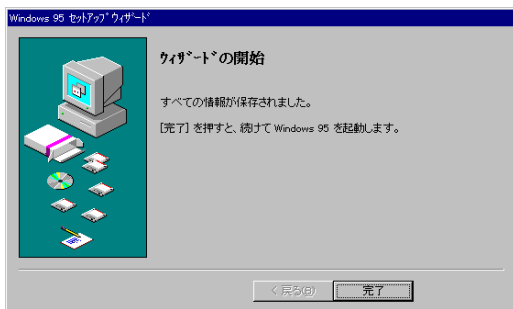 Windows 95 ｾｯﾄｱｯﾌﾟ ｳｨｻﾞｰﾄﾞ
ｳｨｻﾞｰﾄﾞの開始
すべての情報が保存されました。
[完了] を押すと、続けて Windows 95 を起動します。
< 戻る(B)
完了